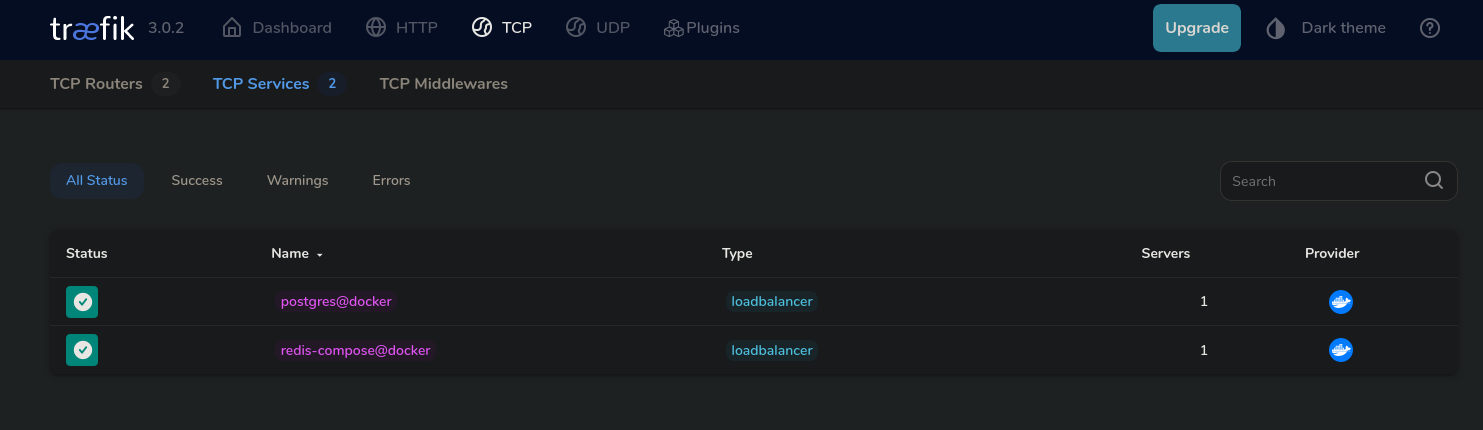 træfik 3.0.2 Dashboard HTTP TCP UDP Plugins Upgrade Dark theme
TCP Routers 2 TCP Services 2 TCP Middlewares
All Status Success Warnings Errors Search
Status Name Type Servers Provider
postgres@docker loadbalancer 1
redis-compose@docker loadbalancer 1